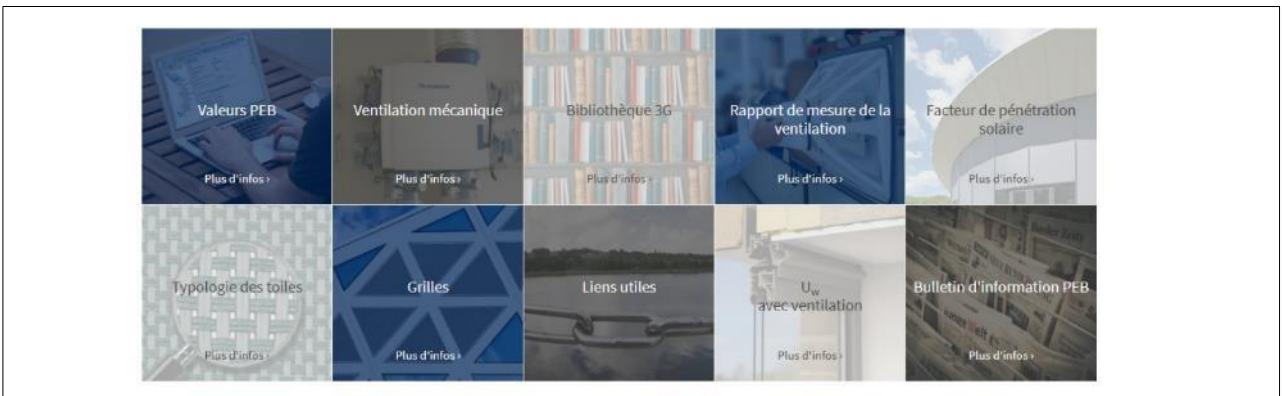 Valeurs PEB
Plus d'infos ›
Ventilation mécanique
Plus d'infos ›
Bibliothèque 3G
Plus d'infos ›
Rapport de mesure de la
ventilation
Plus d'infos ›
Facteur de pénétration
solaire
Plus d'infos ›
Typologie des toiles
Plus d'infos ›
Grilles
Plus d'infos ›
Liens utiles
Uw
avec ventilation
Plus d'infos ›
Bulletin d'information PEB
Plus d'infos ›